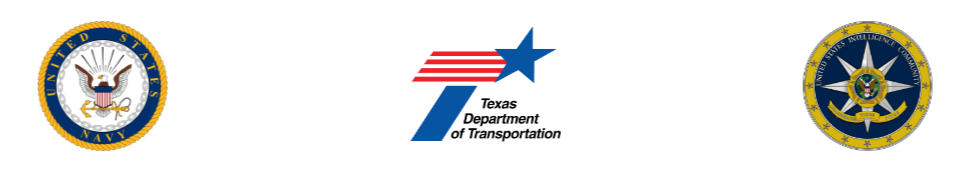 UNITED STATES
NAVY
Texas
Department
of Transportation
UNITED STATES INTELLIGENCE COMMUNITY